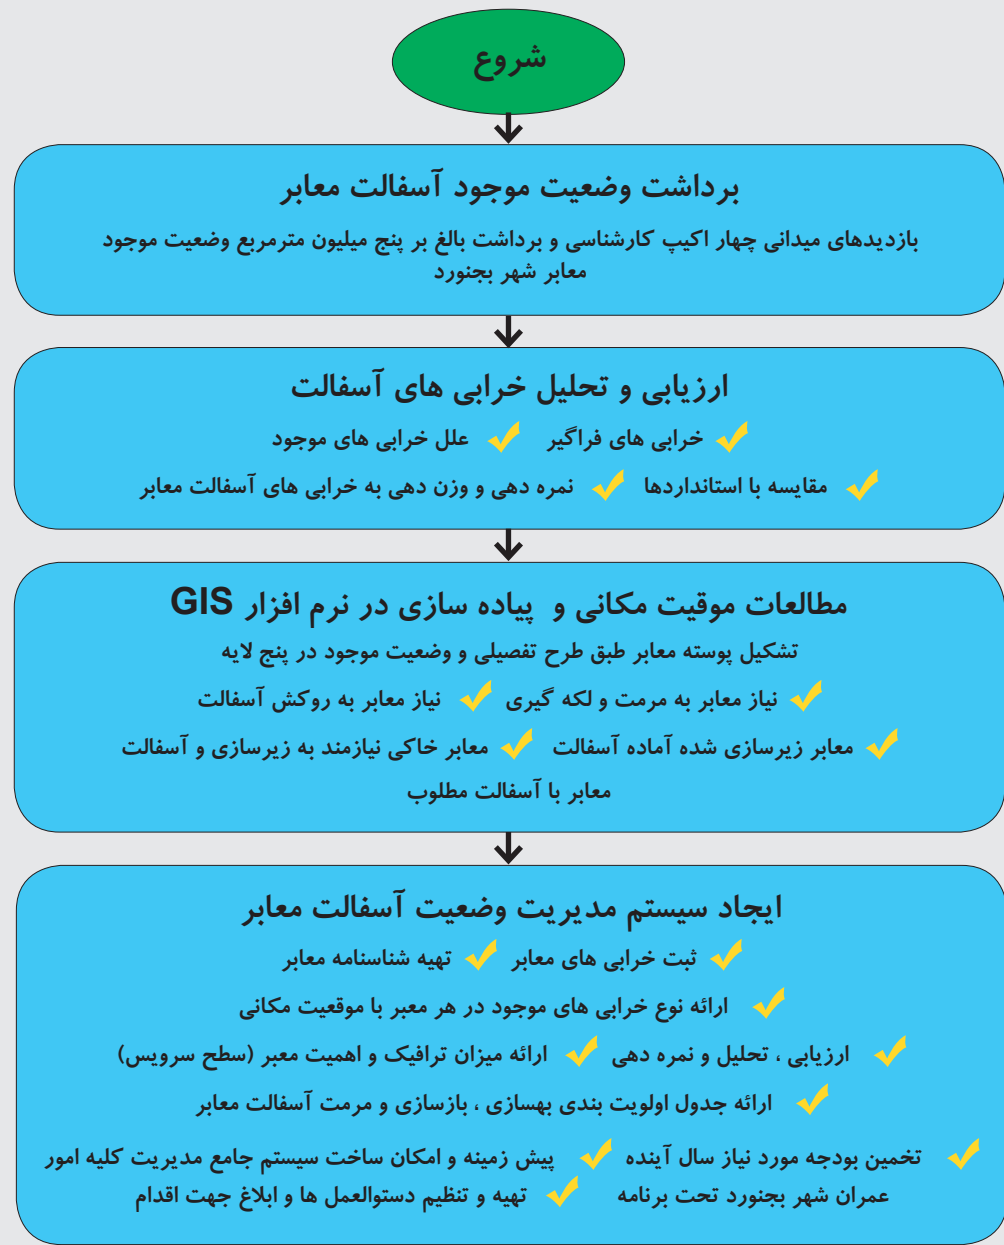 شروع
برداشت وضعیت موجود آسفالت معابر
بازدیدهای میدانی چهار اکیپ کارشناسی و برداشت بالغ بر پنج میلیون مترمربع وضعیت موجود
معابر شهر بجنورد
ارزیابی و تحلیل خرابی های آسفالت
خرابی های فراگیر ✓ علل خرابی های موجود ✓
مقایسه با استانداردها ✓ نمره دهی و وزن دهی به خرابی های آسفالت معابر ✓
مطالعات موقیت مکانی و پیاده سازی در نرم افزار GIS
تشکیل پوسته معابر طبق طرح تفصیلی و وضعیت موجود در پنج لایه
✓ نیاز معابر به مرمت و لکه گیری ✓ نیاز معابر به روکش آسفالت
✓ معابر زیرسازی شده آماده آسفالت ✓ معابر خاکی نیازمند به زیرسازی و آسفالت
معابر با آسفالت مطلوب
ایجاد سیستم مدیریت وضعیت آسفالت معابر
✓ ثبت خرابی های معابر ✓ تهیه شناسنامه معابر
✓ ارائه نوع خرابی های موجود در هر معبر با موقعیت مکانی
✓ ارزیابی ، تحلیل و نمره دهی ✓ ارائه میزان ترافیک و اهمیت معبر (سطح سرویس)
✓ ارائه جدول اولویت بندی بهسازی ، بازسازی و مرمت آسفالت معابر
✓ تخمین بودجه مورد نیاز سال آینده ✓ پیش زمینه و امکان ساخت سیستم جامع مدیریت کلیه امور
عمران شهر بجنورد تحت برنامه ✓ تهیه و تنظیم دستوالعمل ها و ابلاغ جهت اقدام